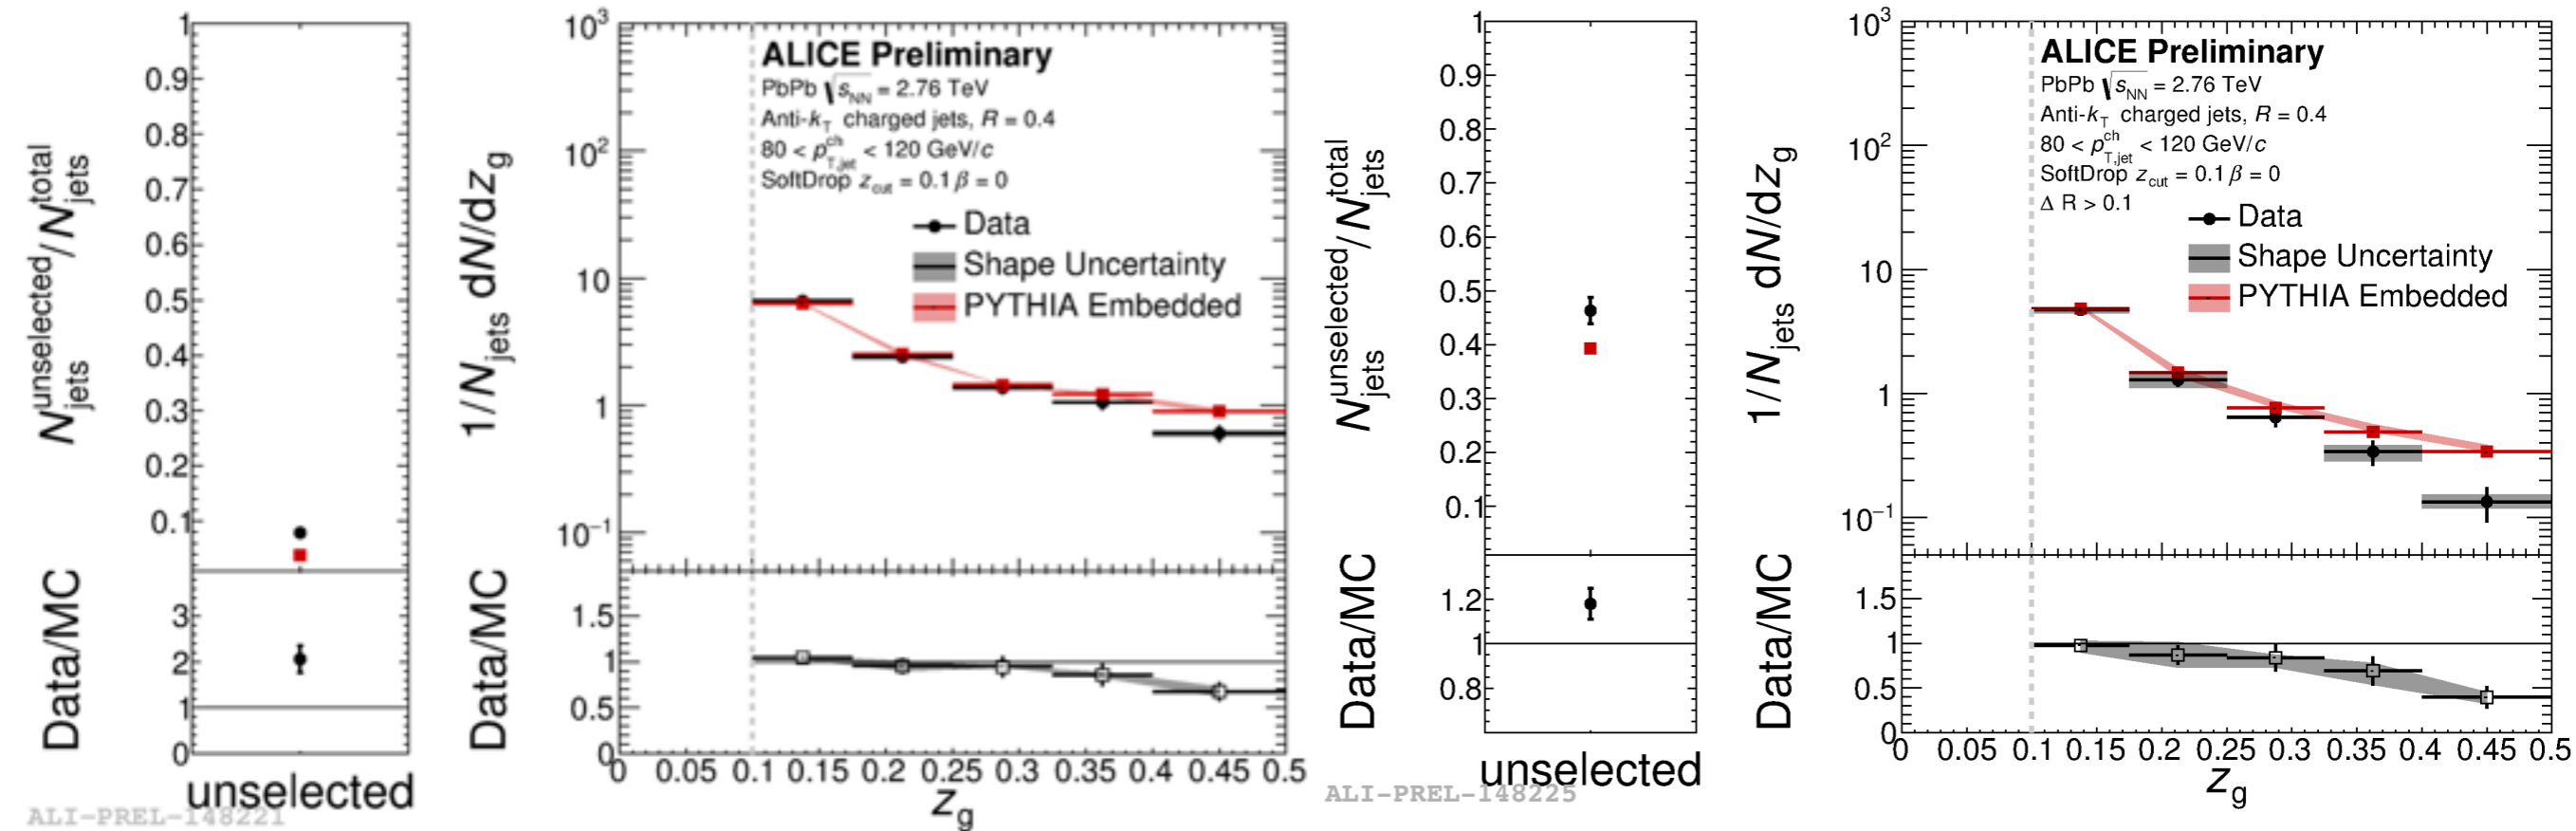 N_jets^unselected/N_jets^total
1
0.9
0.8
0.7
0.6
0.5
0.4
0.3
0.2
0.1
Data/MC
3
2
1
0
unselected
ALI-PREL-148221
1/N_jets dN/dz_g
10^3
10^2
10
1
10^−1
ALICE Preliminary
PbPb √s_NN = 2.76 TeV
Anti-k_T charged jets, R = 0.4
80 < p_T,jet^ch < 120 GeV/c
SoftDrop z_cut = 0.1 β = 0
Data
Shape Uncertainty
PYTHIA Embedded
Data/MC
1.5
1
0.5
0
0 0.05 0.1 0.15 0.2 0.25 0.3 0.35 0.4 0.45 0.5
z_g
N_jets^unselected/N_jets^total
1
0.9
0.8
0.7
0.6
0.5
0.4
0.3
0.2
0.1
Data/MC
1.2
1
0.8
unselected
ALI-PREL-148225
1/N_jets dN/dz_g
10^3
10^2
10
1
10^−1
ALICE Preliminary
PbPb √s_NN = 2.76 TeV
Anti-k_T charged jets, R = 0.4
80 < p_T,jet^ch < 120 GeV/c
SoftDrop z_cut = 0.1 β = 0
Δ R > 0.1
Data
Shape Uncertainty
PYTHIA Embedded
Data/MC
1.5
1
0.5
0
0 0.05 0.1 0.15 0.2 0.25 0.3 0.35 0.4 0.45 0.5
z_g